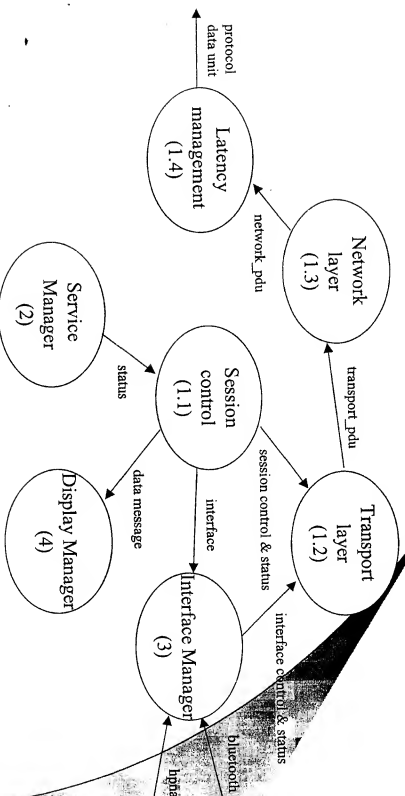 protocol
data unit
Latency
management
(1.4)
network_pdu
Network
layer
(1.3)
transport_pdu
Transport
layer
(1.2)
Service
Manager
(2)
status
Session
control
(1.1)
session control & status
data message
interface
Display Manager
(4)
Interface Manager
(3)
interface control & status
bluetooth
hpna